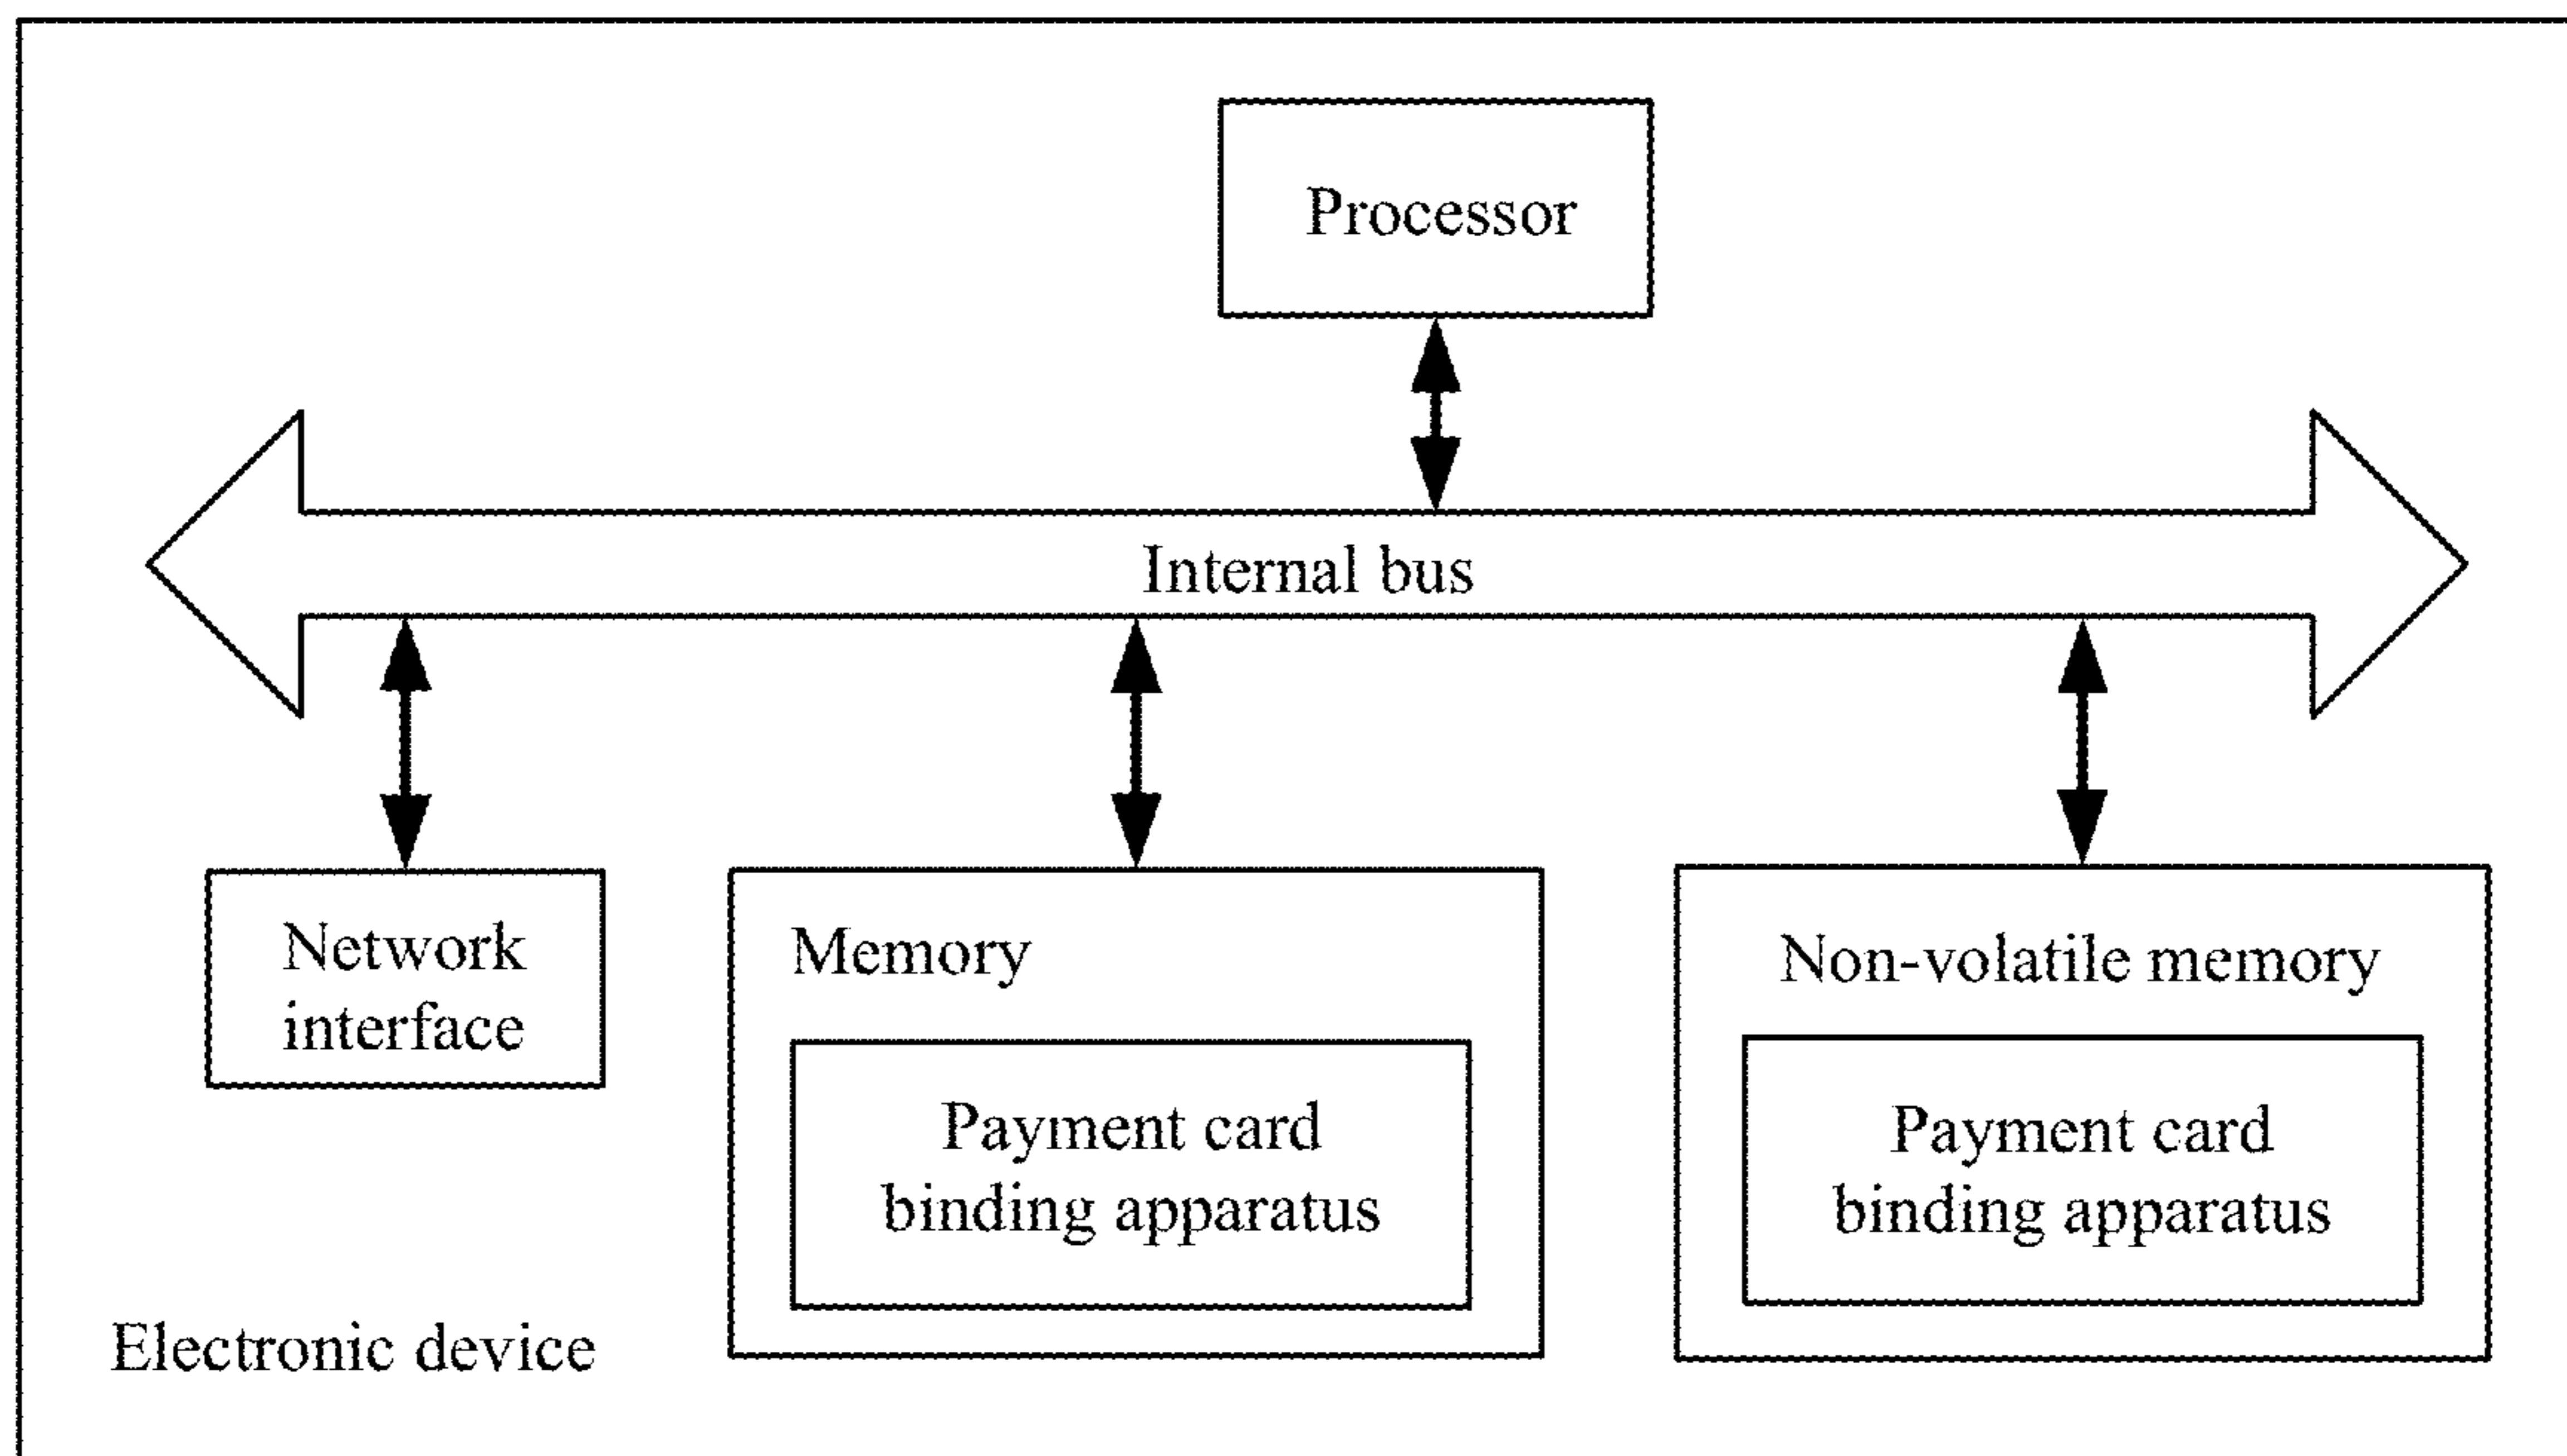 Processor
Internal bus
Network
interface
Memory
Payment card
binding apparatus
Non-volatile memory
Payment card
binding apparatus
Electronic device